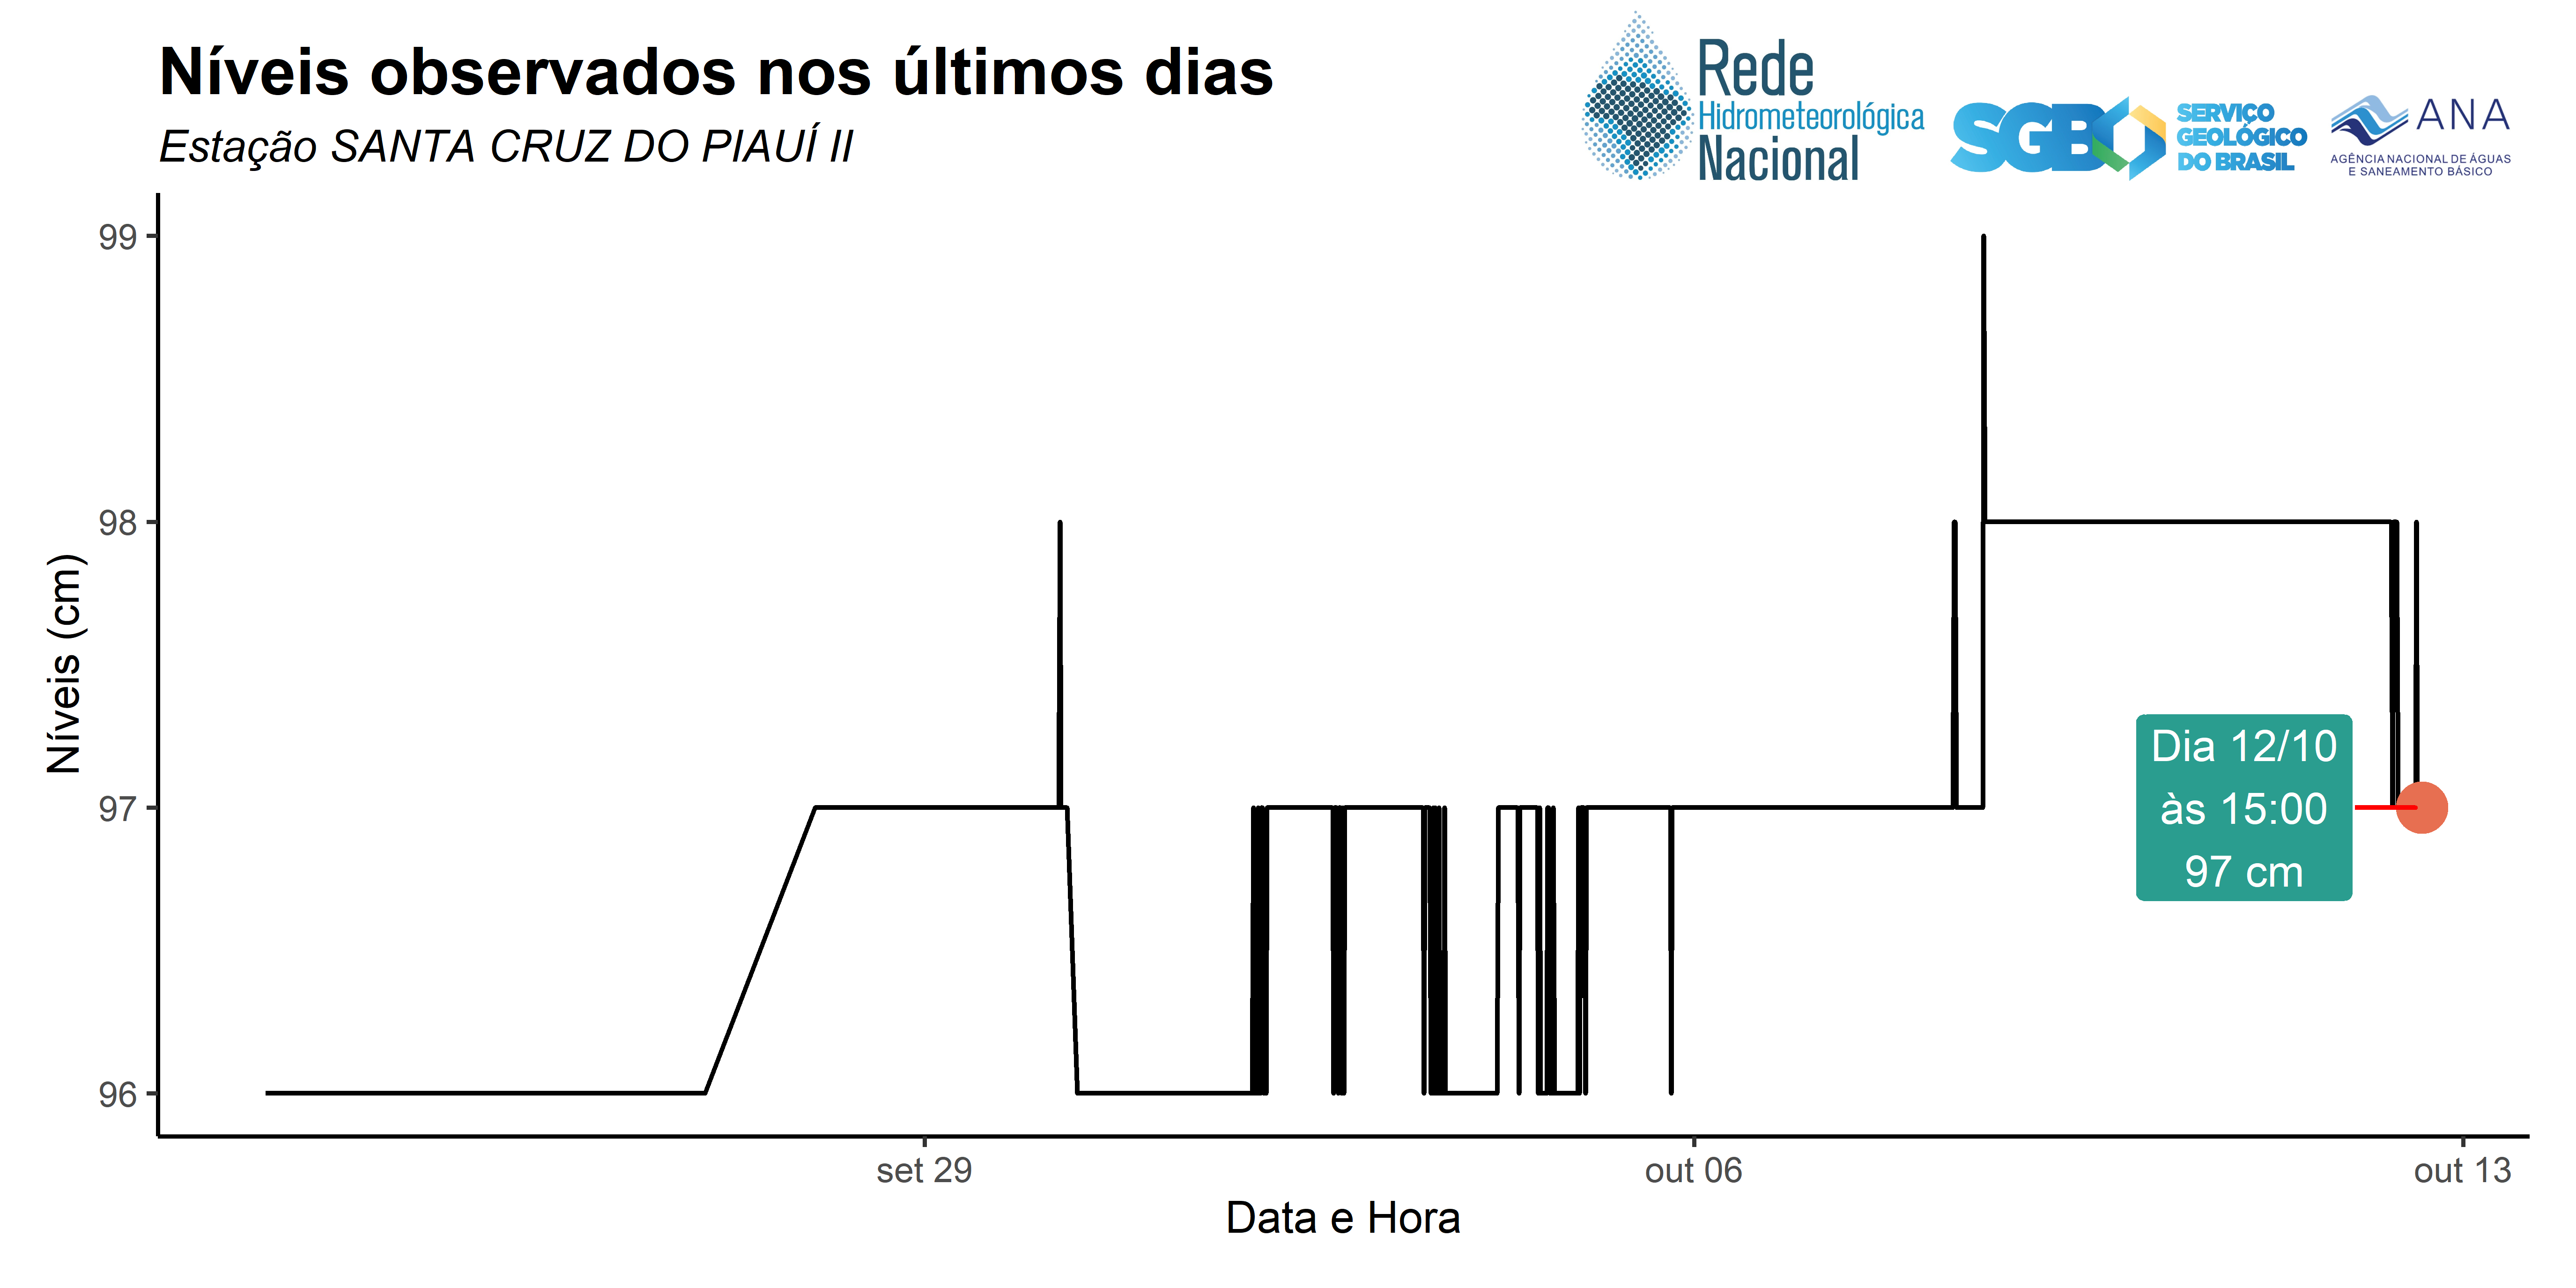 Níveis observados nos últimos dias
Estação SANTA CRUZ DO PIAUÍ II
Rede
Hidrometeorológica
Nacional
SGB
SERVIÇO
GEOLÓGICO
DO BRASIL
ANA
AGÊNCIA NACIONAL DE ÁGUAS
E SANEAMENTO BÁSICO
Níveis (cm)
99
98
97
96
Dia 12/10
às 15:00
97 cm
set 29
out 06
out 13
Data e Hora